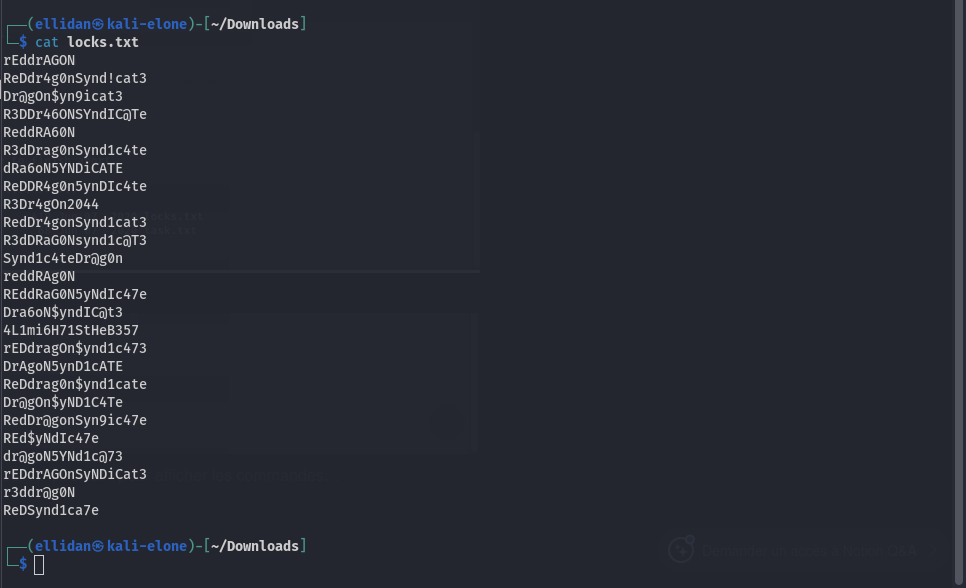 (ellidan㉿kali-elone)-[~/Downloads]
$ cat locks.txt
rEddrAGON
ReDdr4g0nSynd!cat3
Dr@gOn$yn9icat3
R3DDr46ONSYndIC@Te
ReddRA60N
R3dDrag0nSynd1c4te
dRa6oN5YNDiCATE
ReDDR4g0n5ynDIc4te
R3Dr4gOn2044
RedDr4gonSynd1cat3
R3dDRaG0Nsynd1c@T3
Synd1c4teDr@g0n
reddRAg0N
REddRaG0N5yNdIc47e
Dra6oN$yndIC@t3
4L1mi6H71StHeB357
rEDdragOn$ynd1c473
DrAgoN5ynD1cATE
ReDdrag0n$ynd1cate
Dr@gOn$yND1C4Te
RedDr@gonSyn9ic47e
REd$yNdIc47e
dr@goN5YNd1c@73
rEDdrAGOnSyNDiCat3
r3ddr@g0N
ReDSynd1ca7e
(ellidan㉿kali-elone)-[~/Downloads]
$